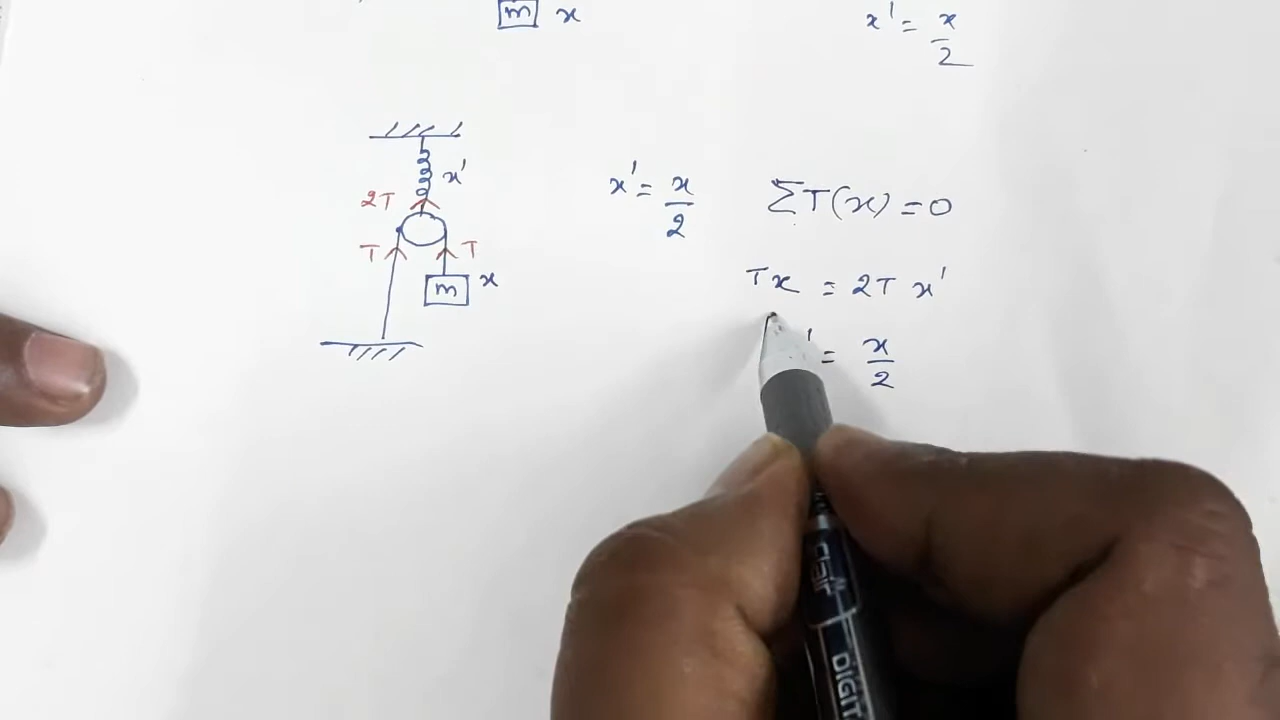 m x
x' = x/2
x'
2T
T T
m x
x' = x/2 ΣT(x) = 0
Tx = 2T x'
' = x/2
DIGIT